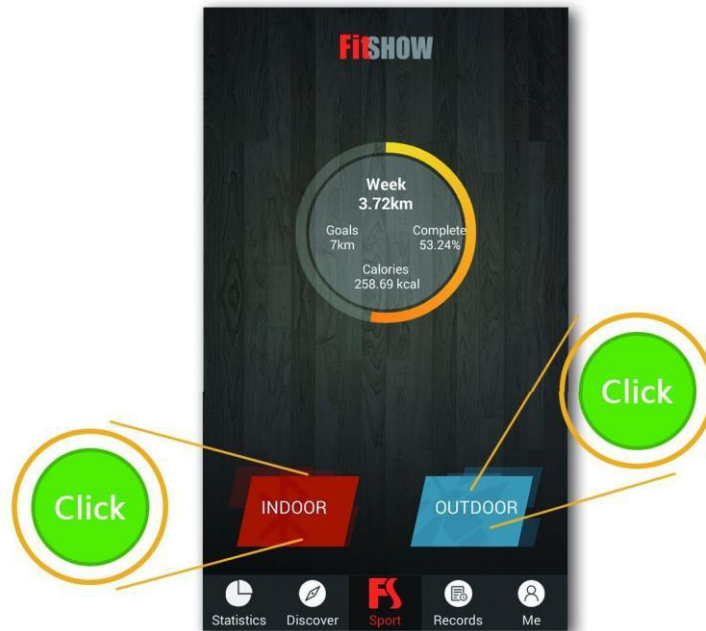 FitSHOW
Week
3.72km
Goals
7km
Complete
53.24%
Calories
258.69 kcal
Click
Click
INDOOR
OUTDOOR
FS
Statistics
Discover
Sport
Records
Me